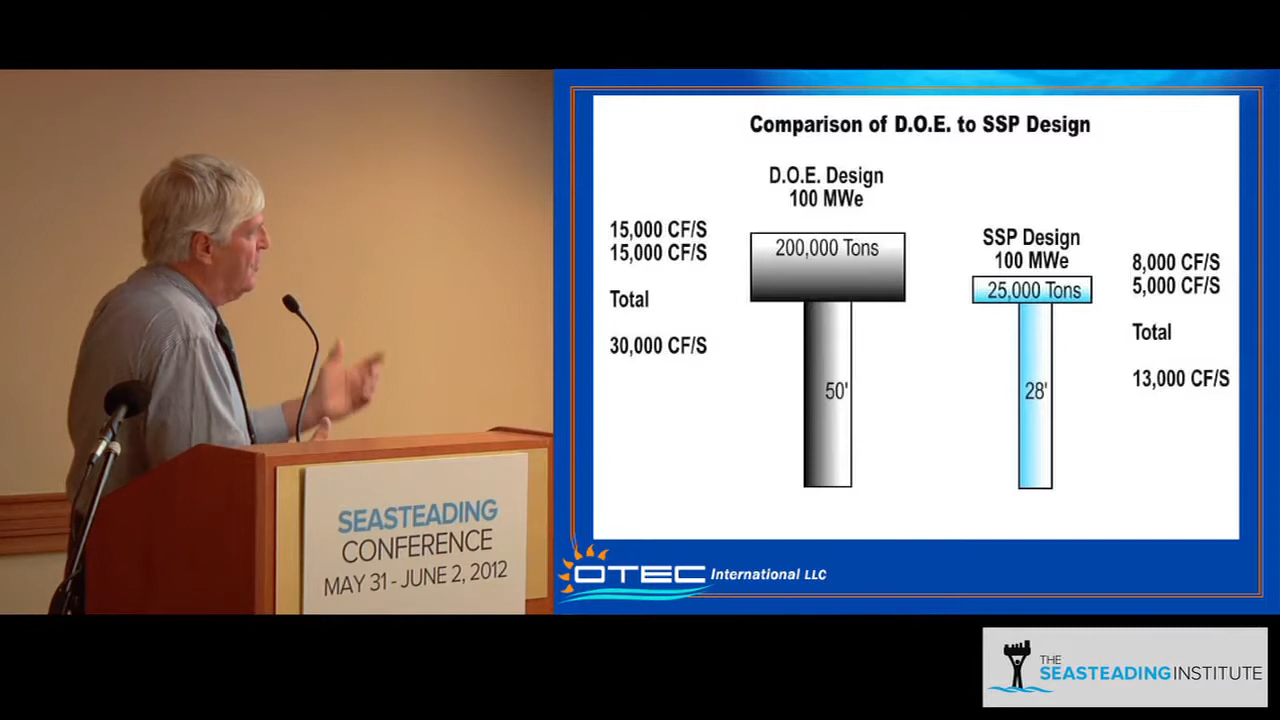 Comparison of D.O.E. to SSP Design
D.O.E. Design
100 MWe
15,000 CF/S
15,000 CF/S
Total
30,000 CF/S
200,000 Tons
50'
SSP Design
100 MWe
25,000 Tons
28'
8,000 CF/S
5,000 CF/S
Total
13,000 CF/S
OTEC International LLC
SEASTEADING
CONFERENCE
MAY 31 - JUNE 2, 2012
THE
SEASTEADING INSTITUTE